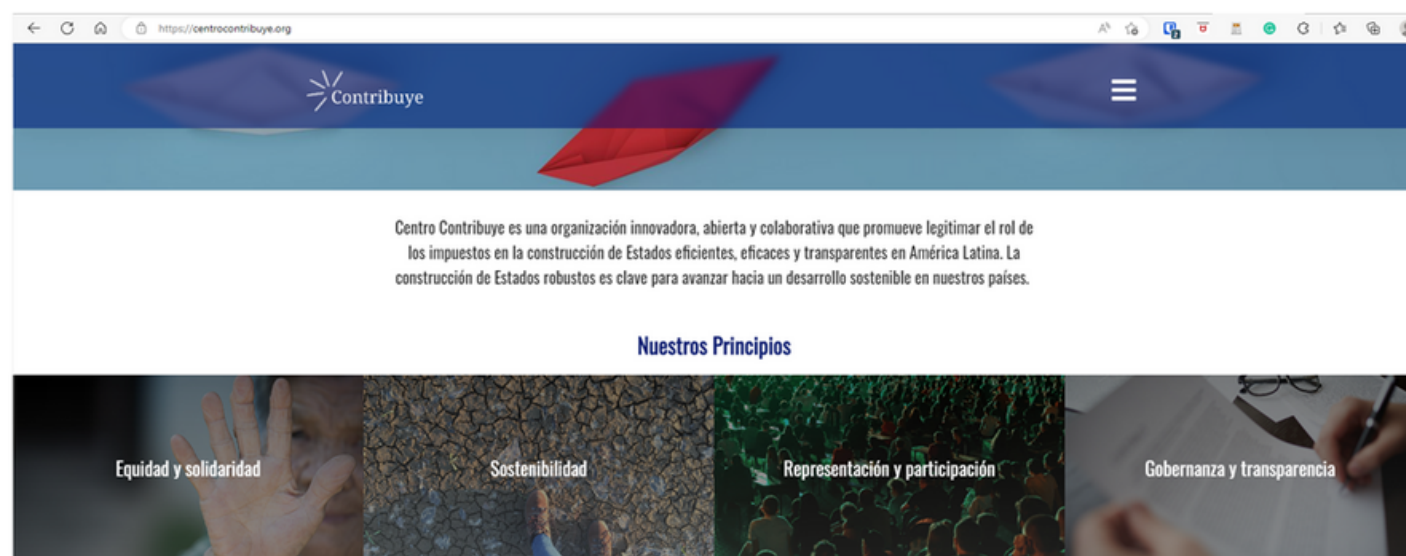 https://centrocontribuye.org
Contribuye
Centro Contribuye es una organización innovadora, abierta y colaborativa que promueve legitimar el rol de
los impuestos en la construcción de Estados eficientes, eficaces y transparentes en América Latina. La
construcción de Estados robustos es clave para avanzar hacia un desarrollo sostenible en nuestros países.
Nuestros Principios
Equidad y solidaridad
Sostenibilidad
Representación y participación
Gobernanza y transparencia